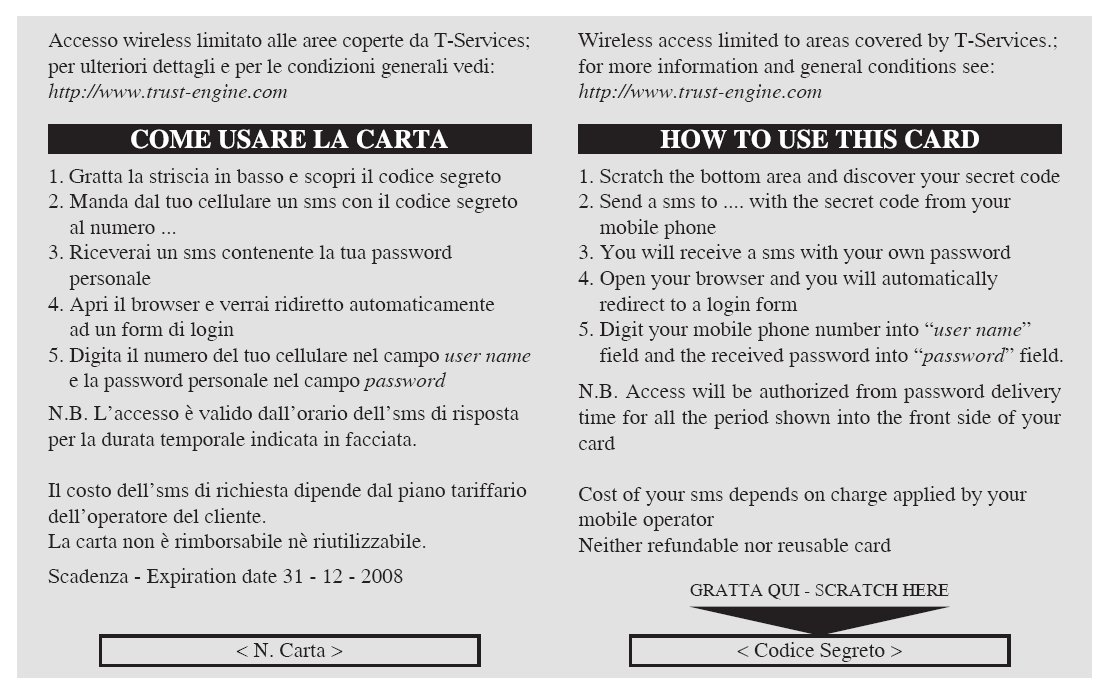 Accesso wireless limitato alle aree coperte da T-Services;
per ulteriori dettagli e per le condizioni generali vedi:
http://www.trust-engine.com
COME USARE LA CARTA
1. Gratta la striscia in basso e scopri il codice segreto
2. Manda dal tuo cellulare un sms con il codice segreto
al numero ...
3. Riceverai un sms contenente la tua password
personale
4. Apri il browser e verrai ridiretto automaticamente
ad un form di login
5. Digita il numero del tuo cellulare nel campo user name
e la password personale nel campo password
N.B. L'accesso è valido dall'orario dell'sms di risposta
per la durata temporale indicata in facciata.
Il costo dell'sms di richiesta dipende dal piano tariffario
dell'operatore del cliente.
La carta non è rimborsabile nè riutilizzabile.
Scadenza - Expiration date 31 - 12 - 2008
< N. Carta >
Wireless access limited to areas covered by T-Services.;
for more information and general conditions see:
http://www.trust-engine.com
HOW TO USE THIS CARD
1. Scratch the bottom area and discover your secret code
2. Send a sms to .... with the secret code from your
mobile phone
3. You will receive a sms with your own password
4. Open your browser and you will automatically
redirect to a login form
5. Digit your mobile phone number into “user name”
field and the received password into “password” field.
N.B. Access will be authorized from password delivery
time for all the period shown into the front side of your
card
Cost of your sms depends on charge applied by your
mobile operator
Neither refundable nor reusable card
GRATTA QUI - SCRATCH HERE
< Codice Segreto >